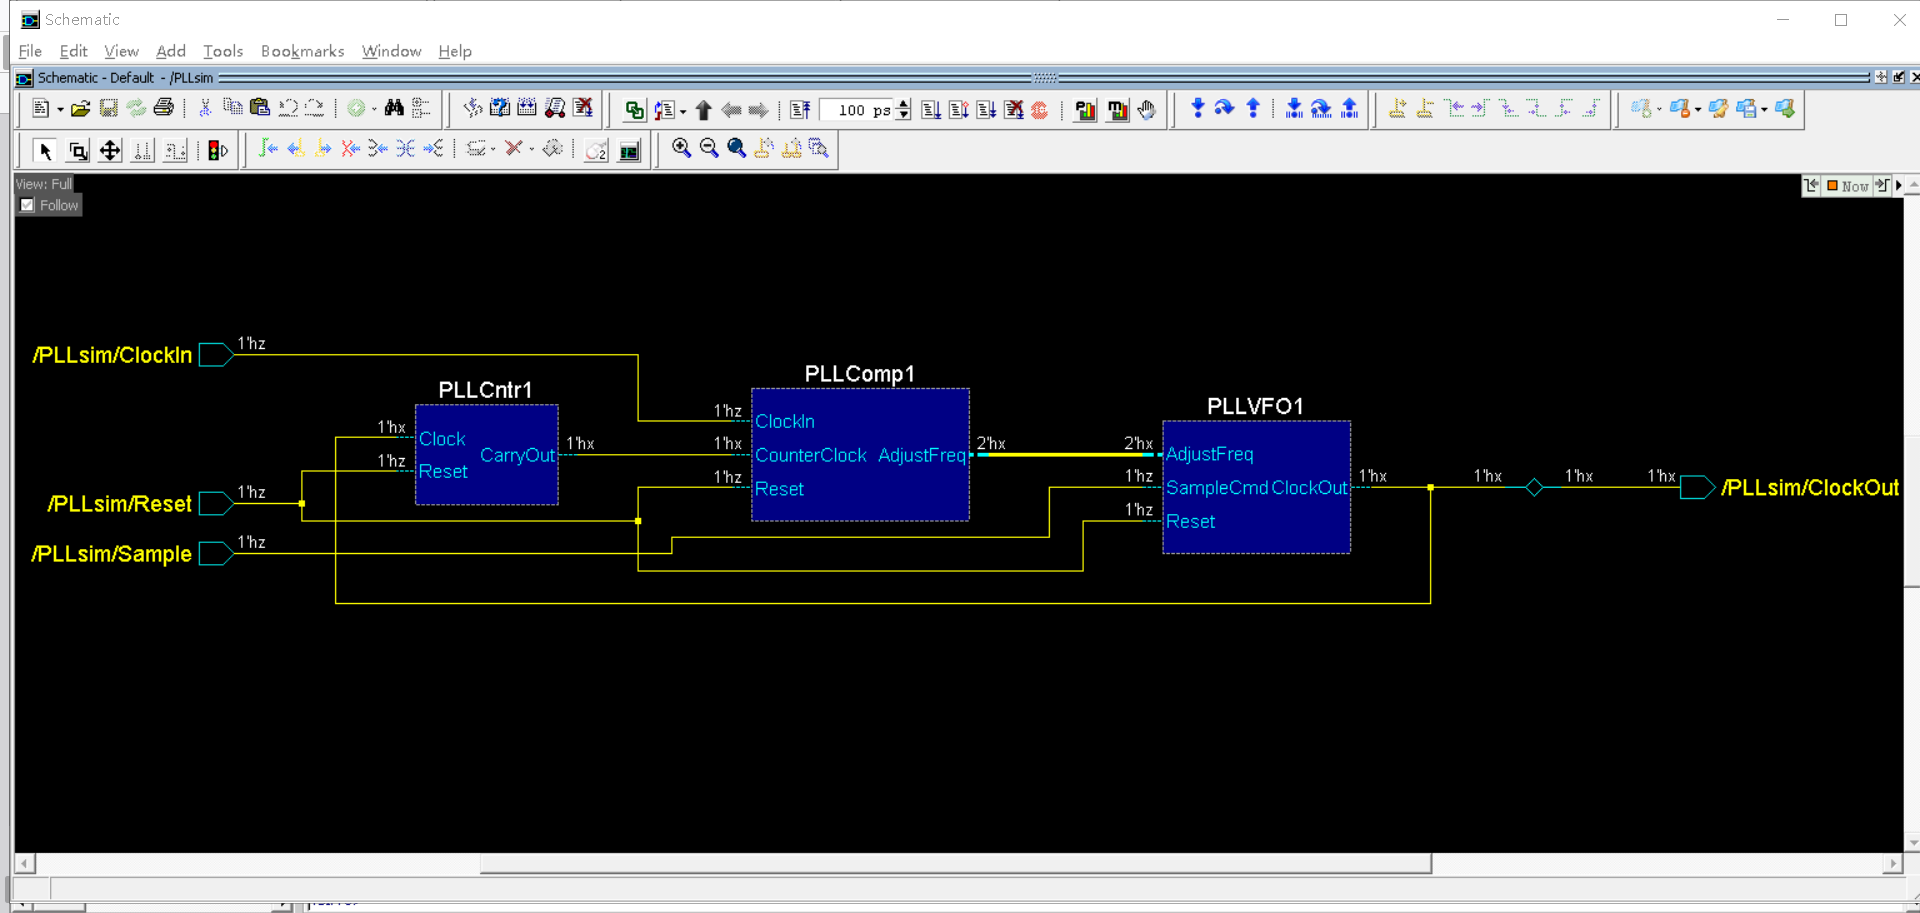 Schematic
File Edit View Add Tools Bookmarks Window Help
Schematic - Default - /PLLsim
100 ps
View: Full
Follow
Now
/PLLsim/ClockIn 1'hz
PLLCntr1
PLLComp1
PLLVFO1
1'hx Clock
CarryOut 1'hx
1'hz Reset
1'hz ClockIn
1'hx CounterClock AdjustFreq 2'hx
1'hz Reset
2'hx AdjustFreq
1'hz SampleCmd ClockOut 1'hx 1'hx 1'hx 1'hx /PLLsim/ClockOut
1'hz Reset
/PLLsim/Reset 1'hz
/PLLsim/Sample 1'hz